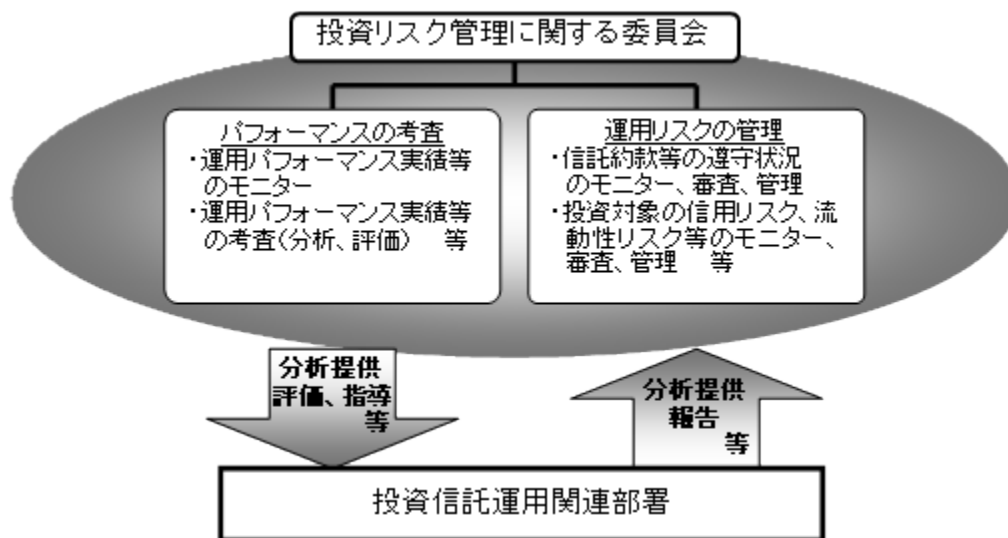 投資リスク管理に関する委員会
パフォーマンスの考査
・運用パフォーマンス実績等
のモニター
・運用パフォーマンス実績等
の考査(分析、評価) 等
運用リスクの管理
・信託約款等の遵守状況
のモニター、審査、管理
・投資対象の信用リスク、流
動性リスク等のモニター、
審査、管理 等
分析提供
評価、指導
等
分析提供
報告
等
投資信託運用関連部署